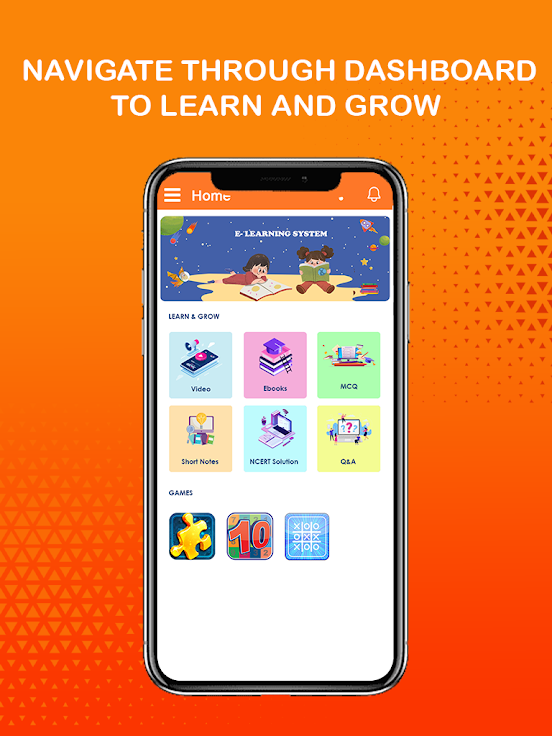 NAVIGATE THROUGH DASHBOARD
TO LEARN AND GROW
Home
E- LEARNING SYSTEM
LEARN & GROW
Video
Ebooks
MCQ
Short Notes
NCERT Solution
Q&A
GAMES
10